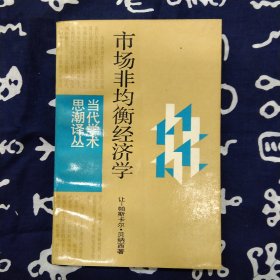 市场非均衡经济学
当代学术
思潮译丛
让-帕斯卡尔·贝纳西著